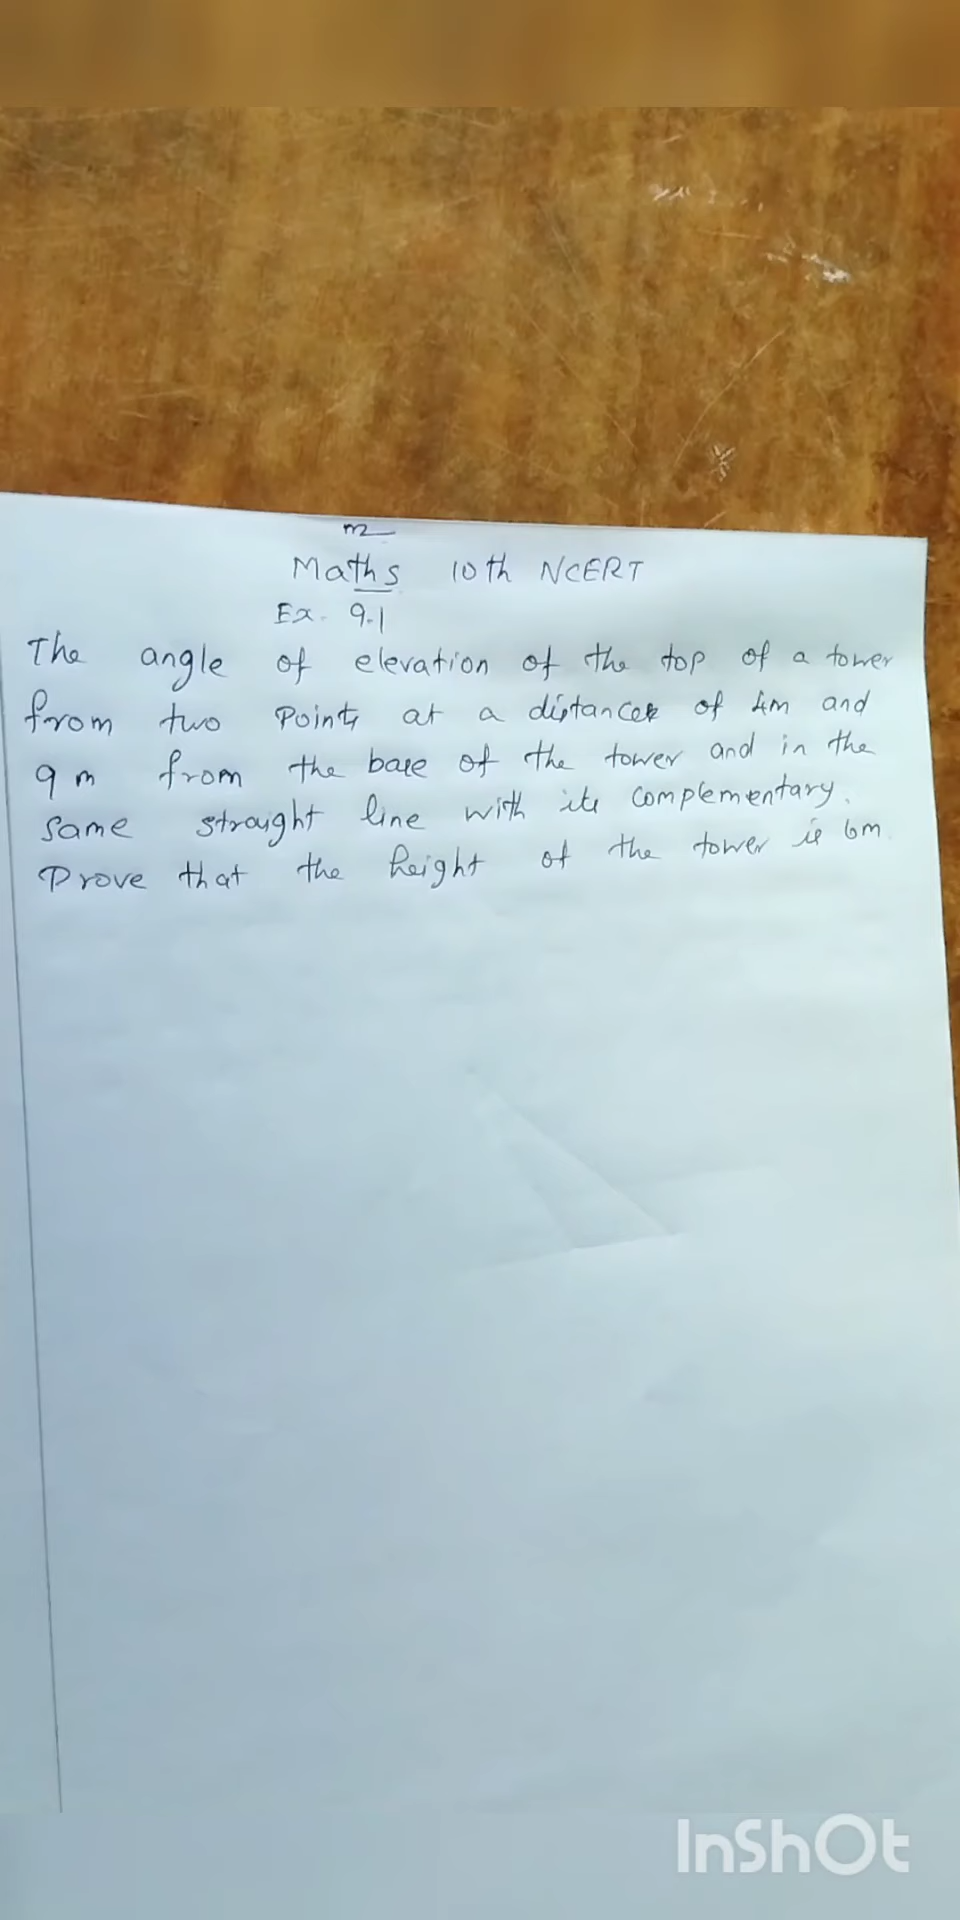 m
Maths 10th NCERT
Ex. 9.1
The angle of elevation of the top of a tower
from two points at a distances of 4m and
9 m from the base of the tower and in the
same straight line with its complementary.
Prove that the height of the tower is 6m.
InShOt